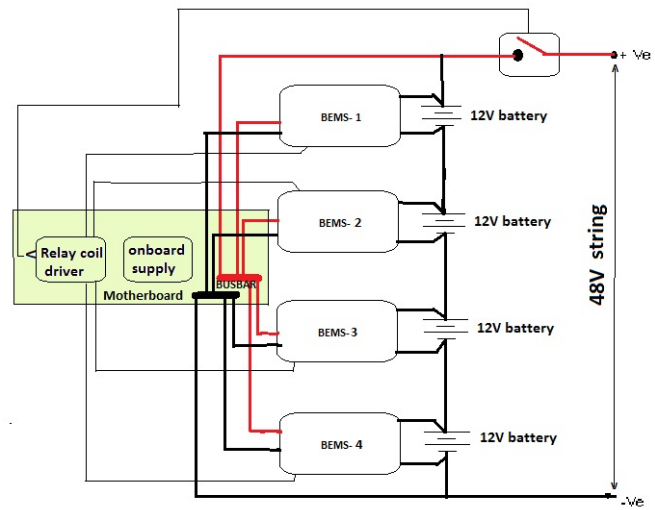 + Ve
BEMS- 1
12V battery
BEMS- 2
12V battery
Relay coil
driver
onboard
supply
BUSBAR
Motherboard
48V string
BEMS-3
12V battery
BEMS- 4
12V battery
-Ve